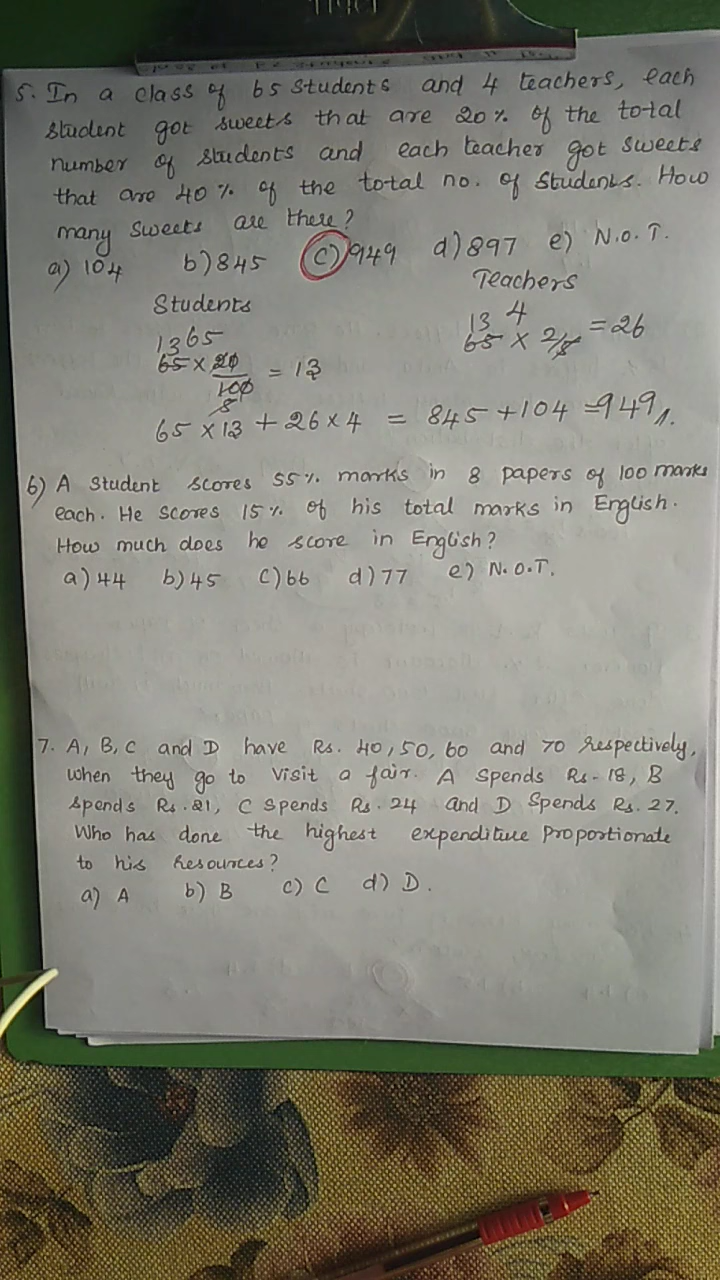 5. In a class of 65 students and 4 teachers, each
student got sweets that are 20% of the total
number of students and each teacher got sweets
that are 40% of the total no. of students. How
many sweets are there?
a) 104 b) 845 c) 949 d) 897 e) N.O.T.
Students Teachers
13 65 13 4
65 x 20/100 = 13 65 x 2/5 = 26
5
65 x 13 + 26 x 4 = 845 + 104 = 949
6) A student scores 55% marks in 8 papers of 100 marks
each. He scores 15% of his total marks in English.
How much does he score in English?
a) 44 b) 45 c) 66 d) 77 e) N.O.T.
7. A, B, C and D have Rs. 40, 50, 60 and 70 respectively,
when they go to visit a fair. A spends Rs. 18, B
spends Rs. 21, C spends Rs. 24 and D spends Rs. 27.
Who has done the highest expenditure proportionate
to his resources?
a) A b) B c) C d) D.